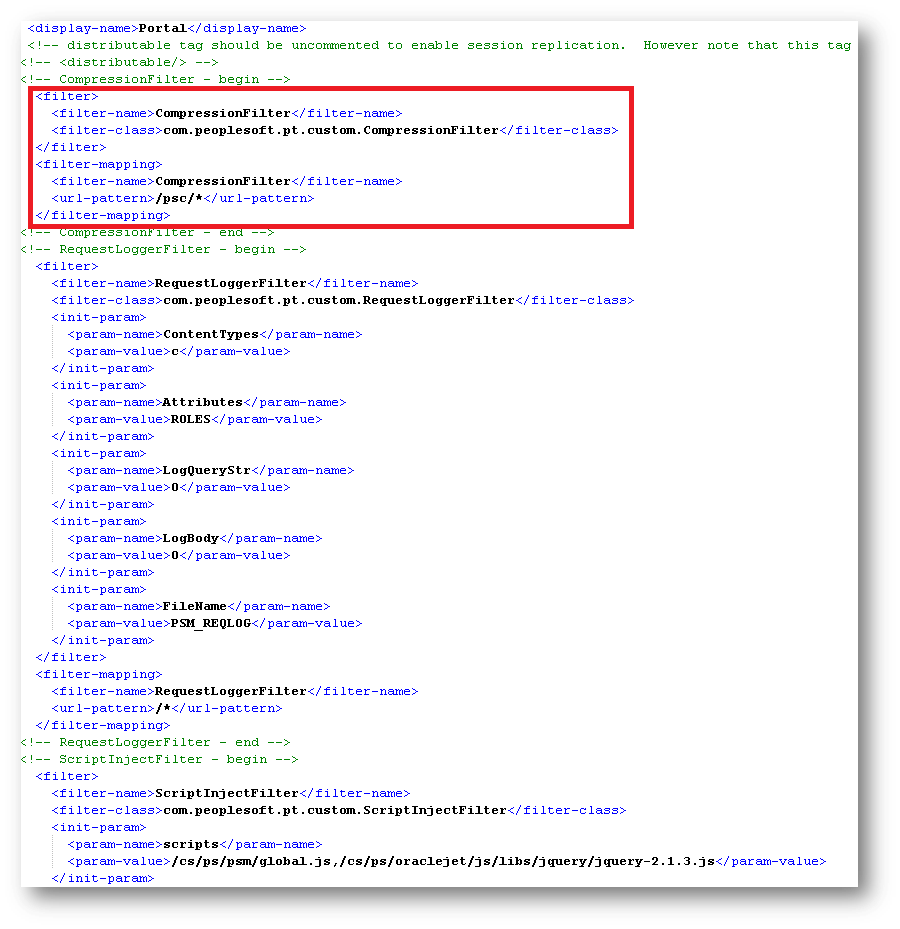 <display-name>Portal</display-name>
<!-- distributable tag should be uncommented to enable session replication.  However note that this tag
<!-- <distributable/> -->
<!-- CompressionFilter - begin -->
<filter>
<filter-name>CompressionFilter</filter-name>
<filter-class>com.peoplesoft.pt.custom.CompressionFilter</filter-class>
</filter>
<filter-mapping>
<filter-name>CompressionFilter</filter-name>
<url-pattern>/psc/*</url-pattern>
</filter-mapping>
<!-- CompressionFilter - end -->
<!-- RequestLoggerFilter - begin -->
<filter>
<filter-name>RequestLoggerFilter</filter-name>
<filter-class>com.peoplesoft.pt.custom.RequestLoggerFilter</filter-class>
<init-param>
<param-name>ContentTypes</param-name>
<param-value>c</param-value>
</init-param>
<init-param>
<param-name>Attributes</param-name>
<param-value>ROLES</param-value>
</init-param>
<init-param>
<param-name>LogQueryStr</param-name>
<param-value>0</param-value>
</init-param>
<init-param>
<param-name>LogBody</param-name>
<param-value>0</param-value>
</init-param>
<init-param>
<param-name>FileName</param-name>
<param-value>PSM_REQLOG</param-value>
</init-param>
</filter>
<filter-mapping>
<filter-name>RequestLoggerFilter</filter-name>
<url-pattern>/*</url-pattern>
</filter-mapping>
<!-- RequestLoggerFilter - end -->
<!-- ScriptInjectFilter - begin -->
<filter>
<filter-name>ScriptInjectFilter</filter-name>
<filter-class>com.peoplesoft.pt.custom.ScriptInjectFilter</filter-class>
<init-param>
<param-name>scripts</param-name>
<param-value>/cs/ps/psm/global.js,/cs/ps/oraclejet/js/libs/jquery/jquery-2.1.3.js</param-value>
</init-param>